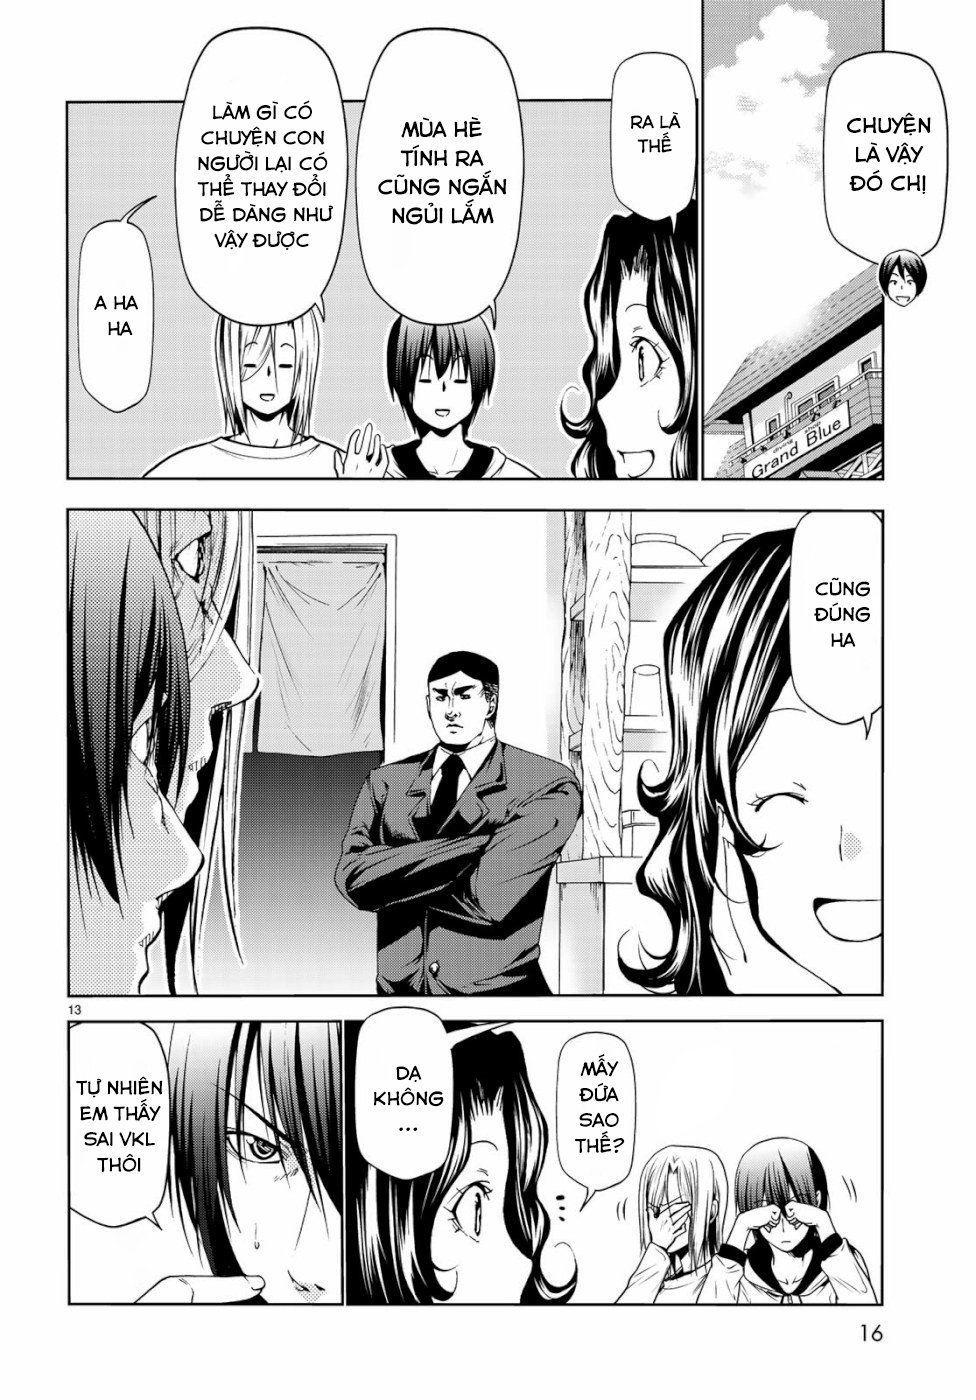 CHUYỆN
LÀ VẬY
ĐÓ CHỊ
diving shop
Grand Blue
RA LÀ
THẾ
MÙA HÈ
TÍNH RA
CŨNG NGẮN
NGỦI LẮM
LÀM GÌ CÓ
CHUYỆN CON
NGƯỜI LẠI CÓ
THỂ THAY ĐỔI
DỄ DÀNG NHƯ
VẬY ĐƯỢC
A HA
HA
CŨNG
ĐÚNG
HA
13
MẤY
ĐỨA
SAO
THẾ?
DẠ
KHÔNG
...
TỰ NHIÊN
EM THẤY
SAI VKL
THÔI
16